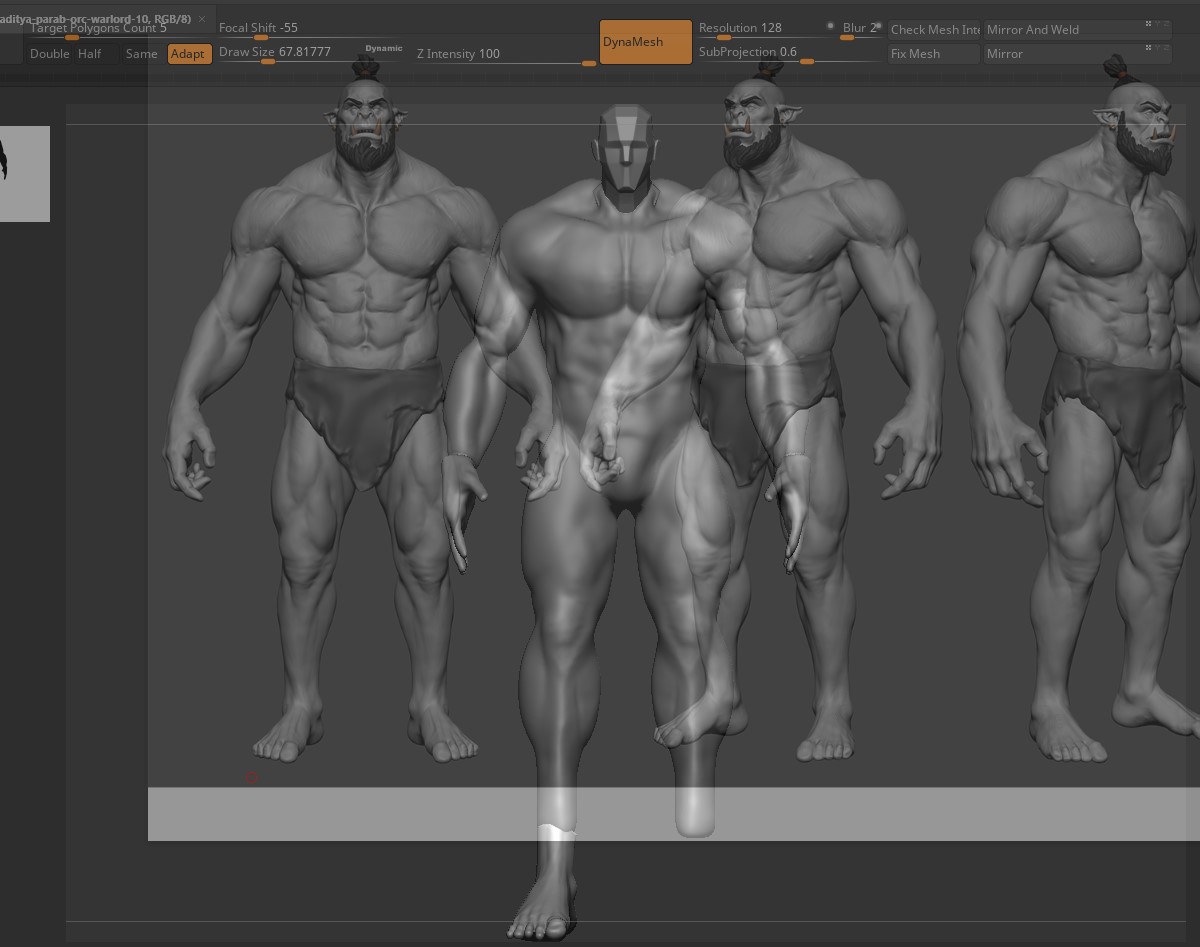 aditya-parab-orc-warlord-10, RGB/8) ×
Target Polygons Count 5
Focal Shift -55
DynaMesh
Resolution 128
Blur 2
Check Mesh Inte
Mirror And Weld
Double
Half
Same
Adapt
Draw Size 67.81777
Dynamic
Z Intensity 100
SubProjection 0.6
Fix Mesh
Mirror